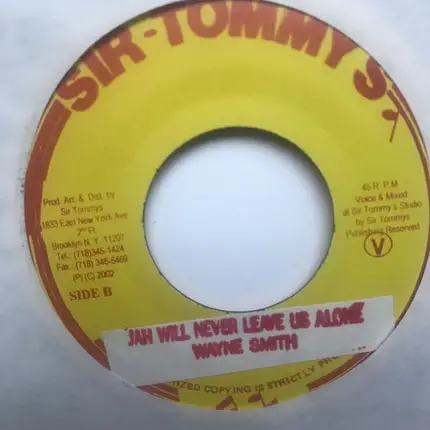 SIR-TOMMYS
Prod. Arr. & Dist. by
Sir Tommys
1833 East New York Ave
2nd Fl.
Brooklyn N.Y. 11207
Tel.: (718)345-1424
Fax.: (718) 345-5469
(P) (C) 2002
SIDE B
45 R.P.M
Voice & Mixed
at Sir Tommy's Studio
by Sir Tommys
Publishers Reserved
V
JAH WILL NEVER LEAVE US ALONE
WAYNE SMITH
COPYING IS STRICTLY